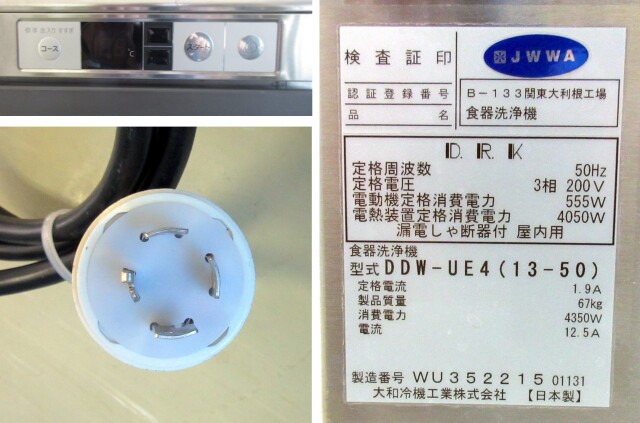 コース
℃
スタート
検査証印
JWWA
認証登録番号
B-133関東大利根工場
品名
食器洗浄機
D.R.K
定格周波数 50Hz
定格電圧 3相 200V
電動機定格消費電力 555W
電熱装置定格消費電力 4050W
漏電しゃ断器付 屋内用
食器洗浄機
型式 DDW-UE4(13-50)
定格電流 1.9A
製品質量 67kg
消費電力 4350W
電流 12.5A
製造番号 WU352215 01131
大和冷機工業株式会社 【日本製】